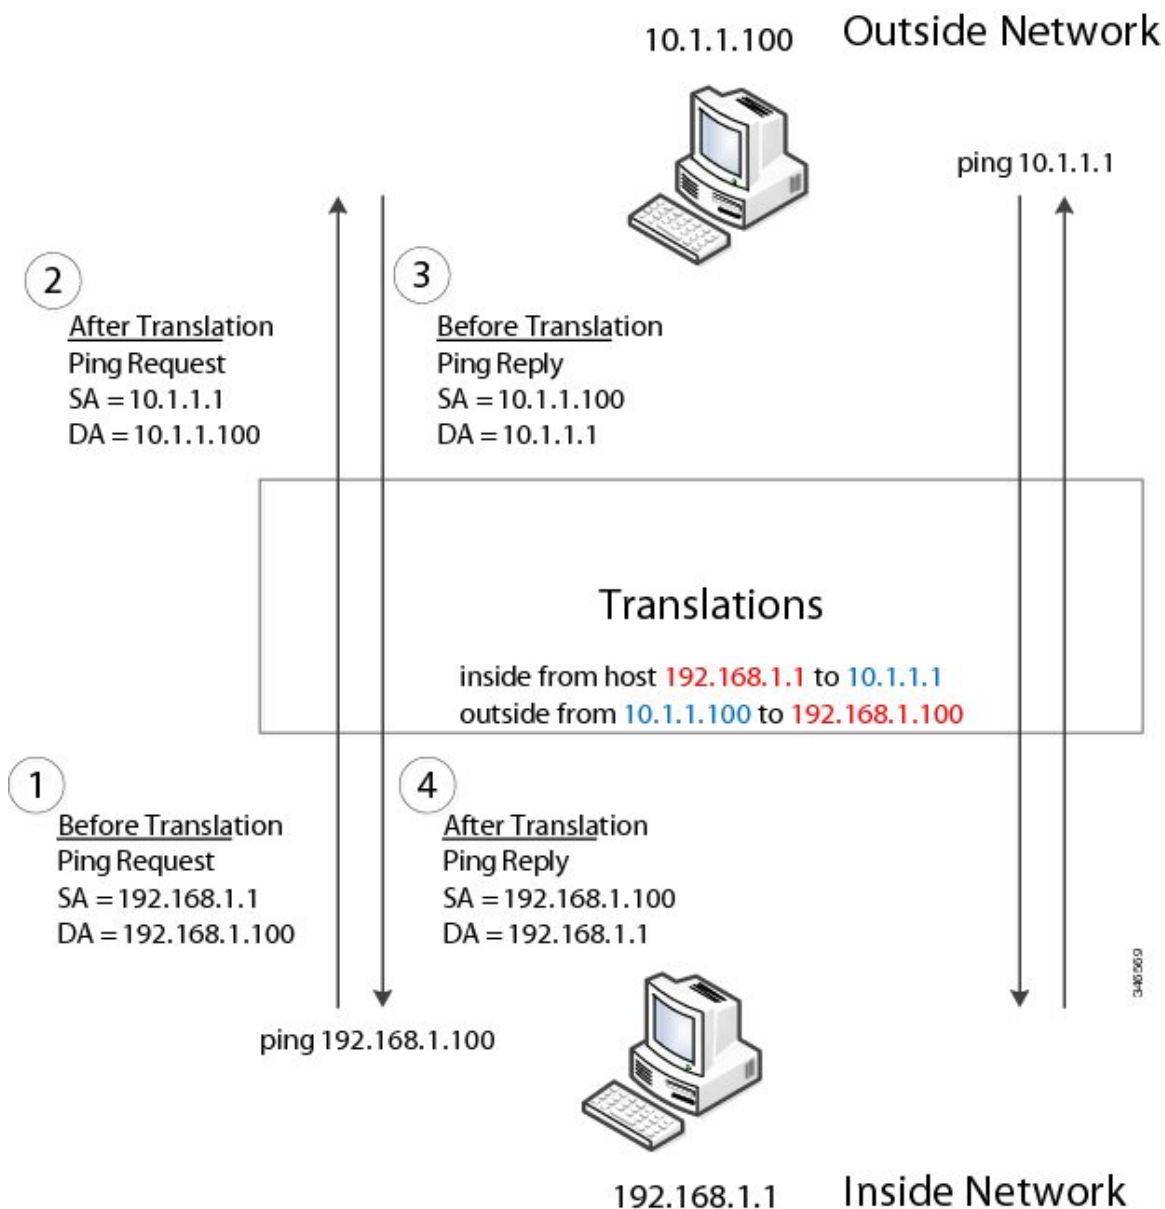 10.1.1.100
Outside Network
ping 10.1.1.1
2
After Translation
Ping Request
SA = 10.1.1.1
DA = 10.1.1.100
3
Before Translation
Ping Reply
SA = 10.1.1.100
DA = 10.1.1.1
Translations
inside from host 192.168.1.1 to 10.1.1.1
outside from 10.1.1.100 to 192.168.1.100
1
Before Translation
Ping Request
SA = 192.168.1.1
DA = 192.168.1.100
4
After Translation
Ping Reply
SA = 192.168.1.100
DA = 192.168.1.1
346569
ping 192.168.1.100
192.168.1.1
Inside Network